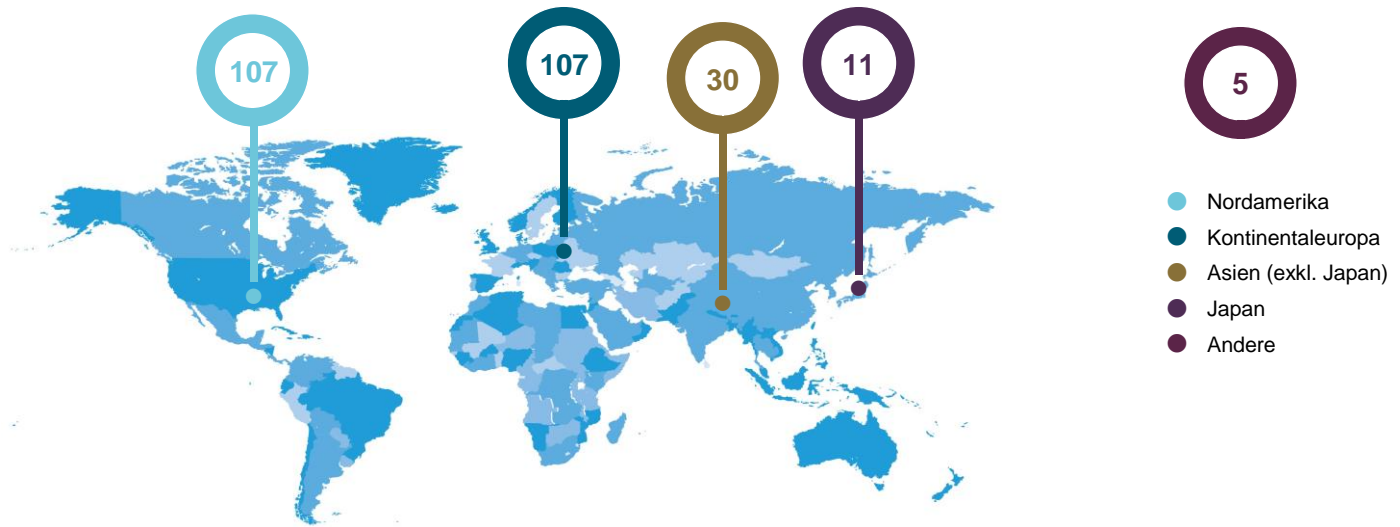 107
107
30
11
5
Nordamerika
Kontinentaleuropa
Asien (exkl. Japan)
Japan
Andere